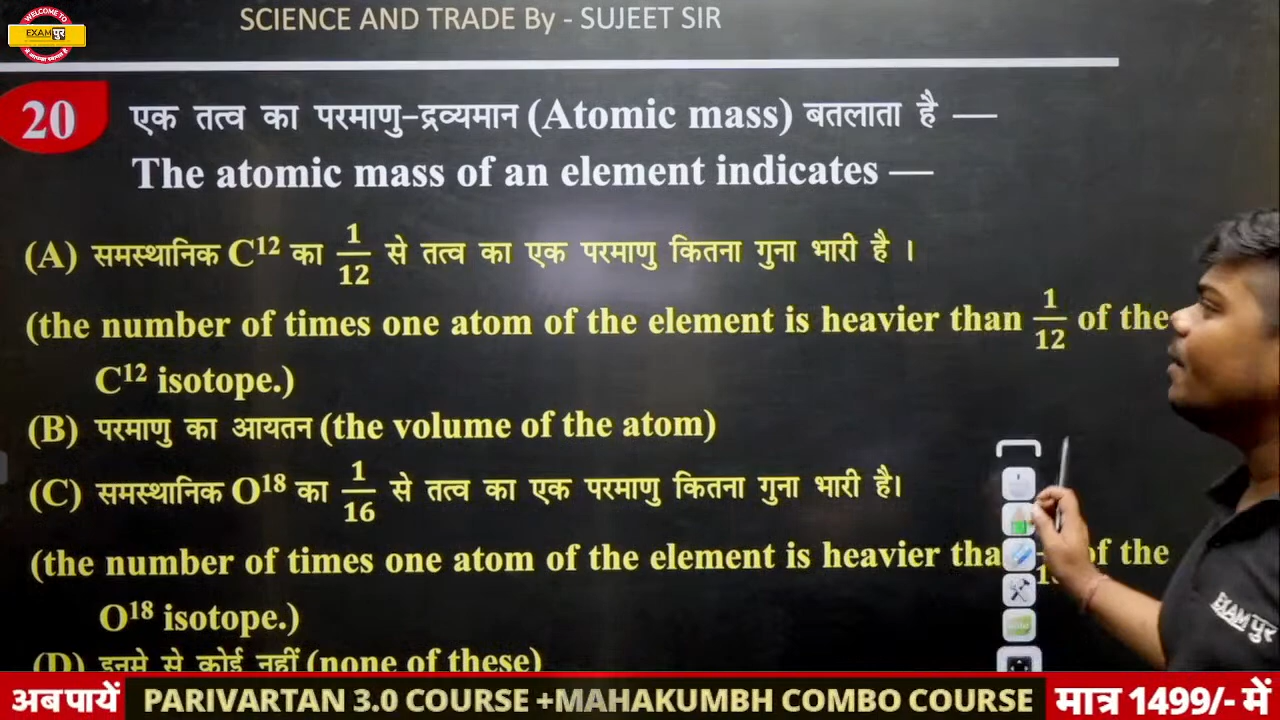 SCIENCE AND TRADE By - SUJEET SIR
WELCOME TO
EXAMपुर
20
एक तत्व का परमाणु-द्रव्यमान (Atomic mass) बतलाता है —
The atomic mass of an element indicates —
(A) समस्थानिक C¹² का 1/12 से तत्व का एक परमाणु कितना गुना भारी है ।
(the number of times one atom of the element is heavier than 1/12 of the
C¹² isotope.)
(B) परमाणु का आयतन (the volume of the atom)
(C) समस्थानिक O¹⁸ का 1/16 से तत्व का एक परमाणु कितना गुना भारी है।
(the number of times one atom of the element is heavier tha of the
O¹⁸ isotope.)
(D) इनमे से कोई नहीं (none of these)
EXAMपुर
अब पायें PARIVARTAN 3.0 COURSE +MAHAKUMBH COMBO COURSE मात्र 1499/- में